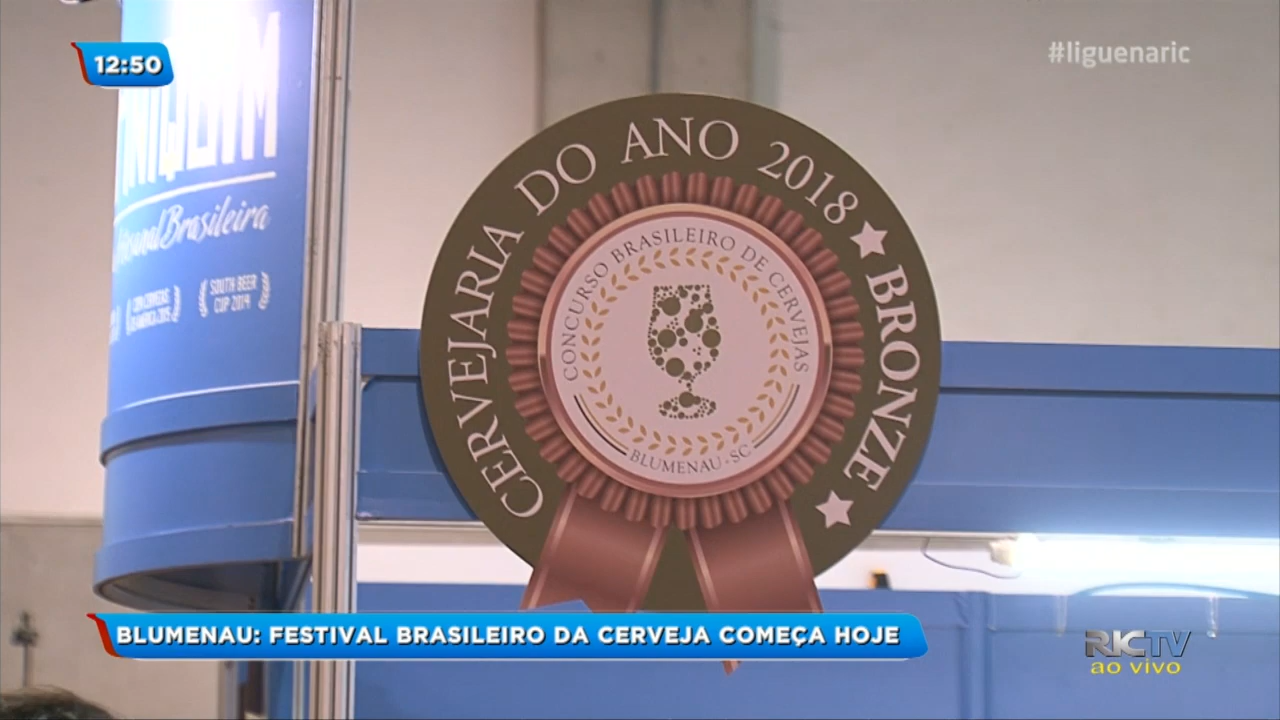 12:50
#liguenaric
South Beer
Cup 2019
CERVEJARIA DO ANO 2018 ★ BRONZE ★
CONCURSO BRASILEIRO DE CERVEJAS
BLUMENAU - SC
BLUMENAU: FESTIVAL BRASILEIRO DA CERVEJA COMEÇA HOJE
RICTV
ao vivo